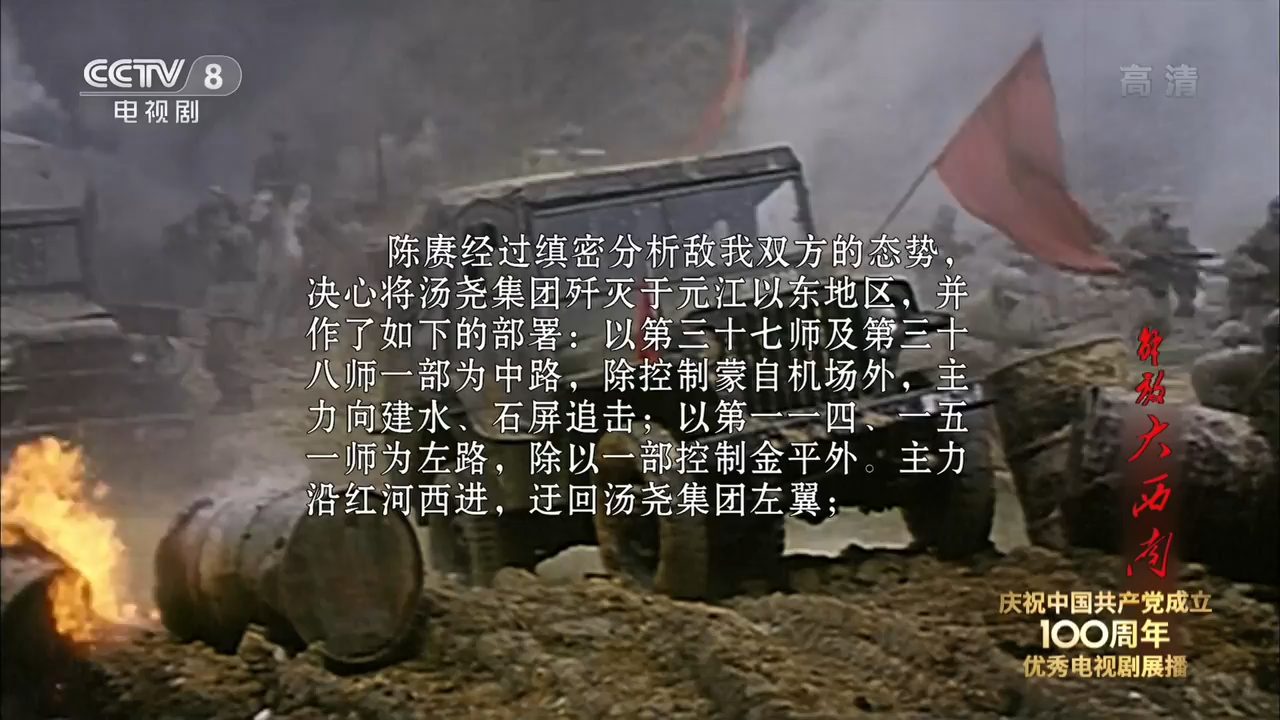 CCTV 8
电视剧
高清
陈赓经过缜密分析敌我双方的态势，
决心将汤尧集团歼灭于元江以东地区，并
作了如下的部署：以第三十七师及第三十
八师一部为中路，除控制蒙自机场外，主
力向建水、石屏追击；以第一一四、一五
一师为左路，除以一部控制金平外。主力
沿红河西进，迂回汤尧集团左翼；
解放大西南
庆祝中国共产党成立
100周年
优秀电视剧展播